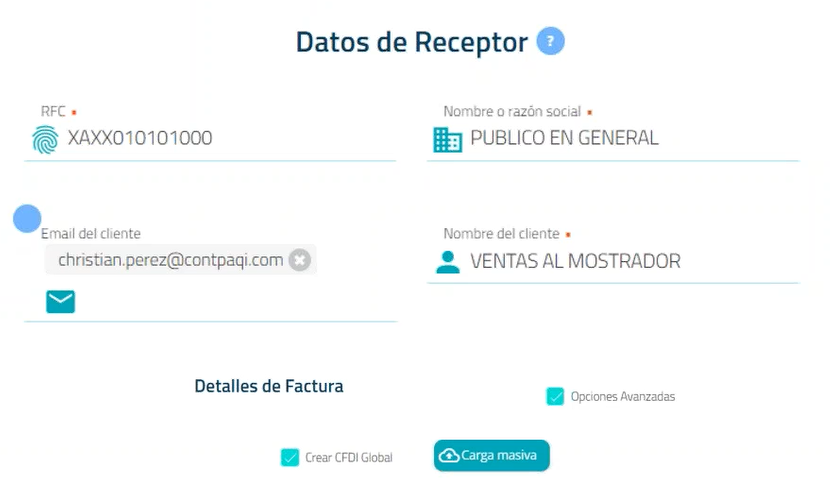 Datos de Receptor ?
RFC
XAXX010101000
Nombre o razón social
PUBLICO EN GENERAL
Email del cliente
christian.perez@contpaqi.com
Nombre del cliente
VENTAS AL MOSTRADOR
Detalles de Factura
Opciones Avanzadas
Crear CFDI Global
Carga masiva